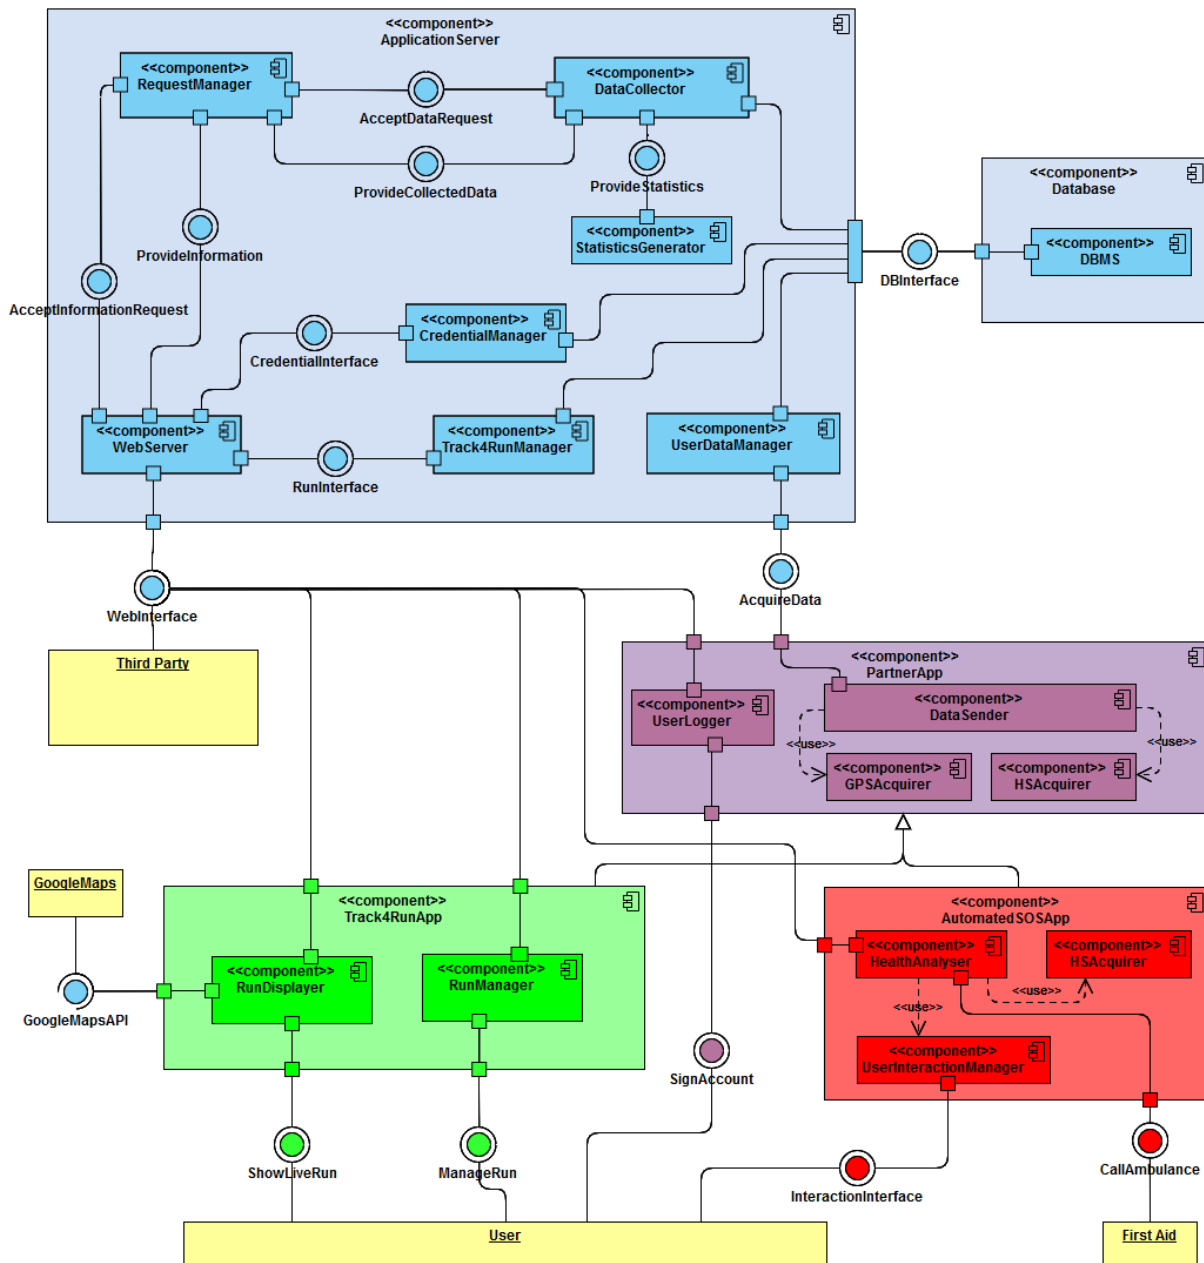 <<component>>
ApplicationServer
<<component>>
RequestManager
<<component>>
DataCollector
AcceptDataRequest
ProvideCollectedData
ProvideStatistics
<<component>>
StatisticsGenerator
ProvideInformation
AcceptInformationRequest
<<component>>
Database
<<component>>
DBMS
DBInterface
<<component>>
CredentialManager
CredentialInterface
<<component>>
WebServer
<<component>>
Track4RunManager
<<component>>
UserDataManager
RunInterface
WebInterface
AcquireData
Third Party
<<component>>
PartnerApp
<<component>>
UserLogger
<<component>>
DataSender
<<use>>
<<use>>
<<component>>
GPSAcquirer
<<component>>
HSAcquirer
GoogleMaps
GoogleMapsAPI
<<component>>
Track4RunApp
<<component>>
RunDisplayer
<<component>>
RunManager
<<component>>
AutomatedSOSApp
<<component>>
HealthAnalyser
<<component>>
HSAcquirer
<<use>>
<<use>>
<<component>>
UserInteractionManager
SignAccount
ShowLiveRun
ManageRun
InteractionInterface
CallAmbulance
User
First Aid